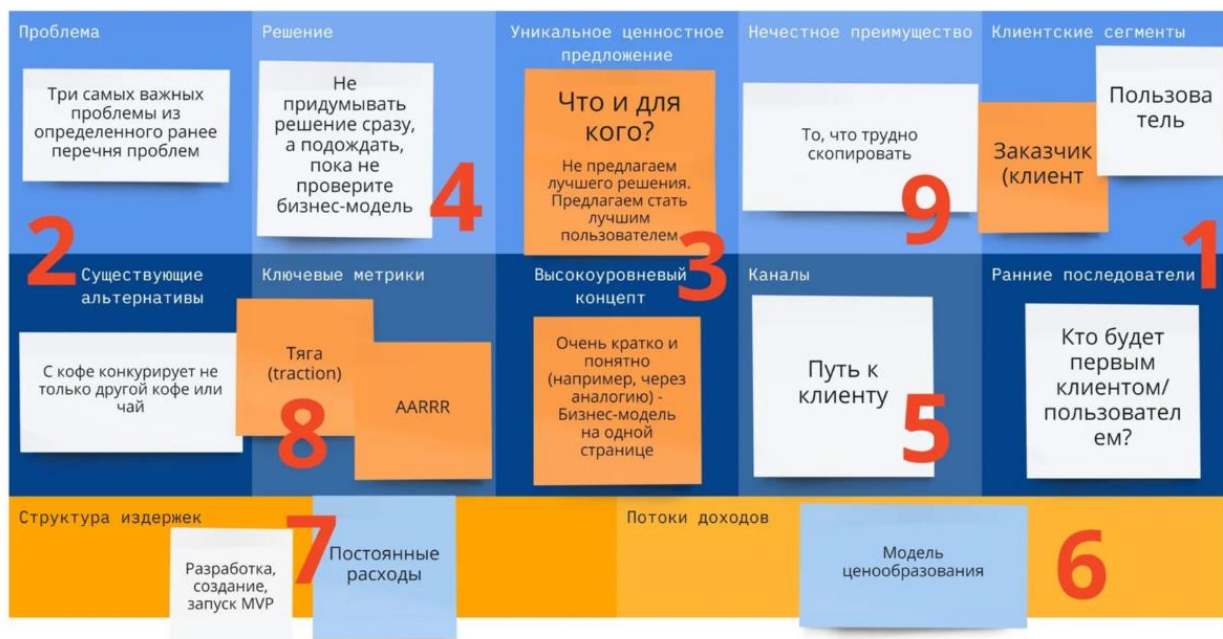 Проблема
Три самых важных
проблемы из
определенного ранее
перечня проблем
2
Существующие
альтернативы
С кофе конкурирует не
только другой кофе или
чай
Решение
Не
придумывать
решение сразу,
а подождать,
пока не
проверите
бизнес-модель
4
Ключевые метрики
Тяга
(traction)
AARRR
8
Уникальное ценностное
предложение
Что и для
кого?
Не предлагаем
лучшего решения.
Предлагаем стать
лучшим
пользователем
3
Высокоуровневый
концепт
Очень кратко и
понятно
(например, через
аналогию) -
Бизнес-модель
на одной
странице
Нечестное преимущество
То, что трудно
скопировать
9
Каналы
Путь к
клиенту
5
Клиентские сегменты
Пользова
тель
Заказчик
(клиент
1
Ранние последователи
Кто будет
первым
клиентом/
пользовател
ем?
Структура издержек
7
Разработка,
создание,
запуск MVP
Постоянные
расходы
Потоки доходов
Модель
ценообразования
6